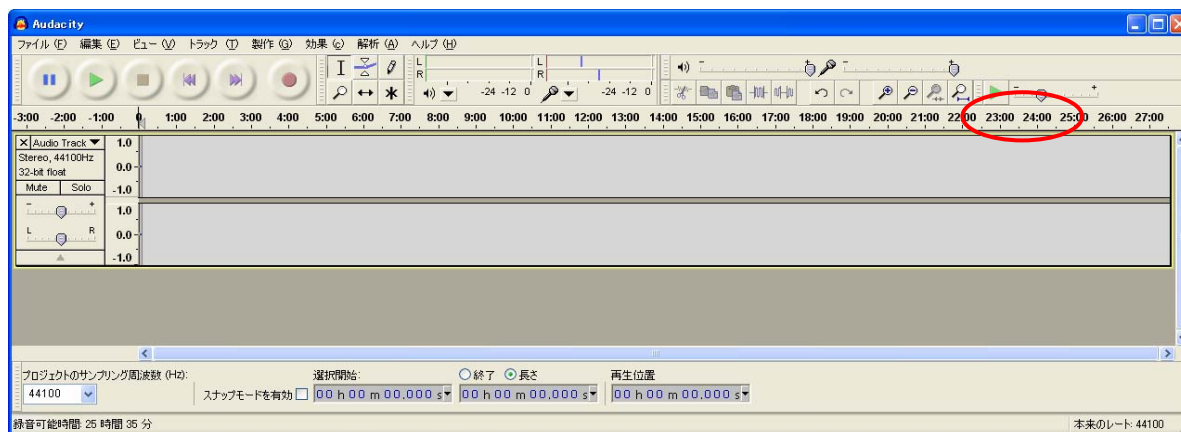 Audacity
ファイル (F) 編集 (E) ビュー (V) トラック (T) 製作 (G) 効果 (c) 解析 (A) ヘルプ (H)
L L
R R
-24 -12 0 -24 -12 0
-3:00 -2:00 -1:00 0 1:00 2:00 3:00 4:00 5:00 6:00 7:00 8:00 9:00 10:00 11:00 12:00 13:00 14:00 15:00 16:00 17:00 18:00 19:00 20:00 21:00 22:00 23:00 24:00 25:00 26:00 27:00
Audio Track 1.0
Stereo, 44100Hz
32-bit float 0.0
Mute Solo -1.0
- + 1.0
L R 0.0
-1.0
プロジェクトのサンプリング周波数 (Hz): 選択開始: 終了 長さ 再生位置
44100 スナップモードを有効 00 h 00 m 00.000 s 00 h 00 m 00.000 s 00 h 00 m 00.000 s
録音可能時間: 25 時間 35 分 本来のレート: 44100